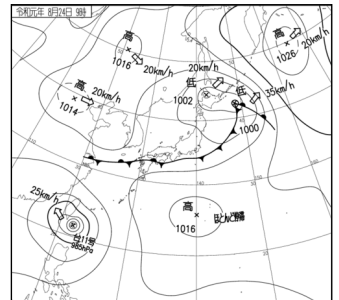 令和元年 8月24日 9時
高
1016
20km/h
高
1026
20km/h
高
20km/h
1014
低
20km/h
1002
低
35km/h
1000
25km/h
台11号
985hPa
高
1016
ほとんど停滞